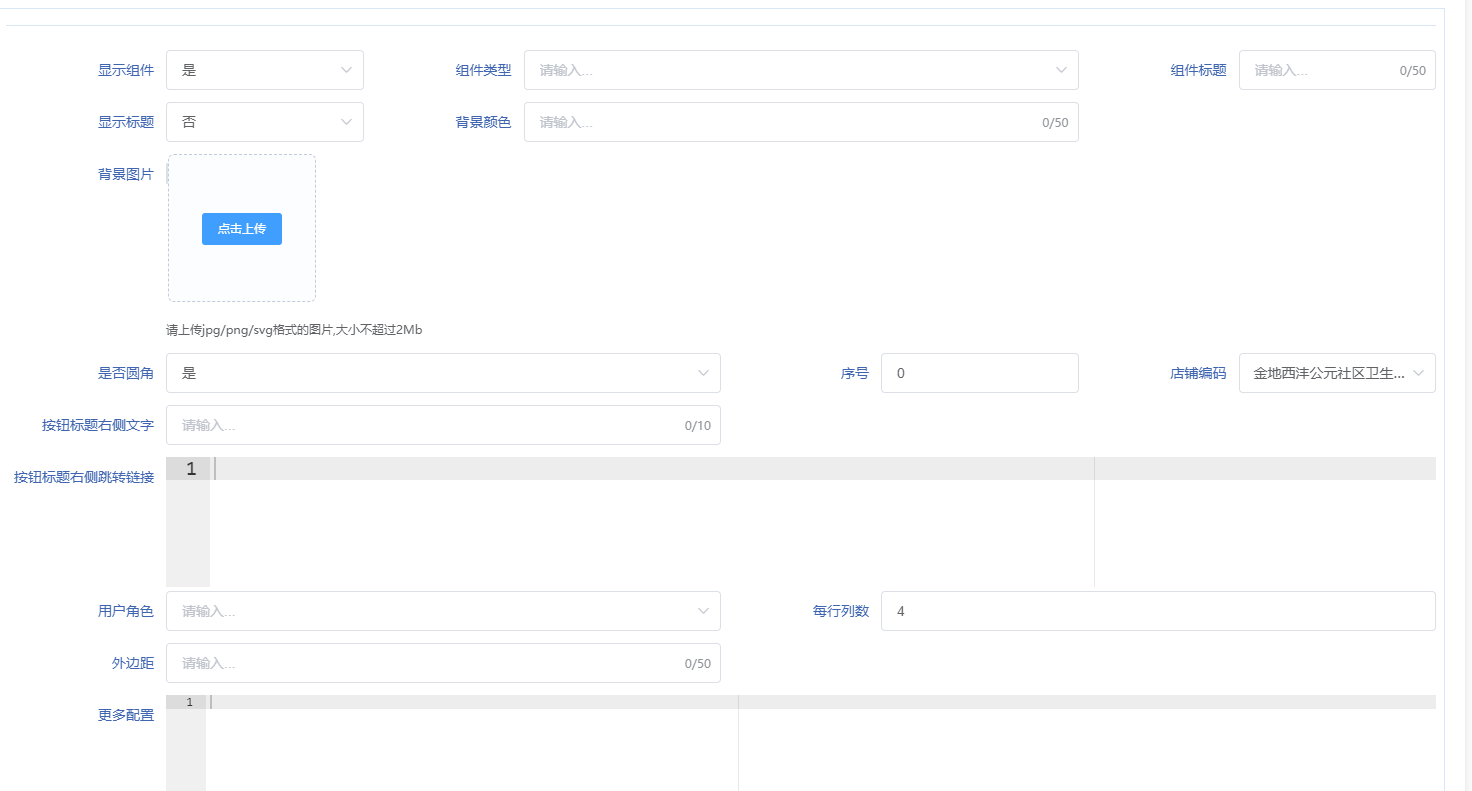 显示组件 是 组件类型 请输入... 组件标题 请输入... 0/50
显示标题 否 背景颜色 请输入... 0/50
背景图片
点击上传
请上传jpg/png/svg格式的图片,大小不超过2Mb
是否圆角 是 序号 0 店铺编码 金地西沣公元社区卫生...
按钮标题右侧文字 请输入... 0/10
按钮标题右侧跳转链接 1
用户角色 请输入... 每行列数 4
外边距 请输入... 0/50
更多配置 1